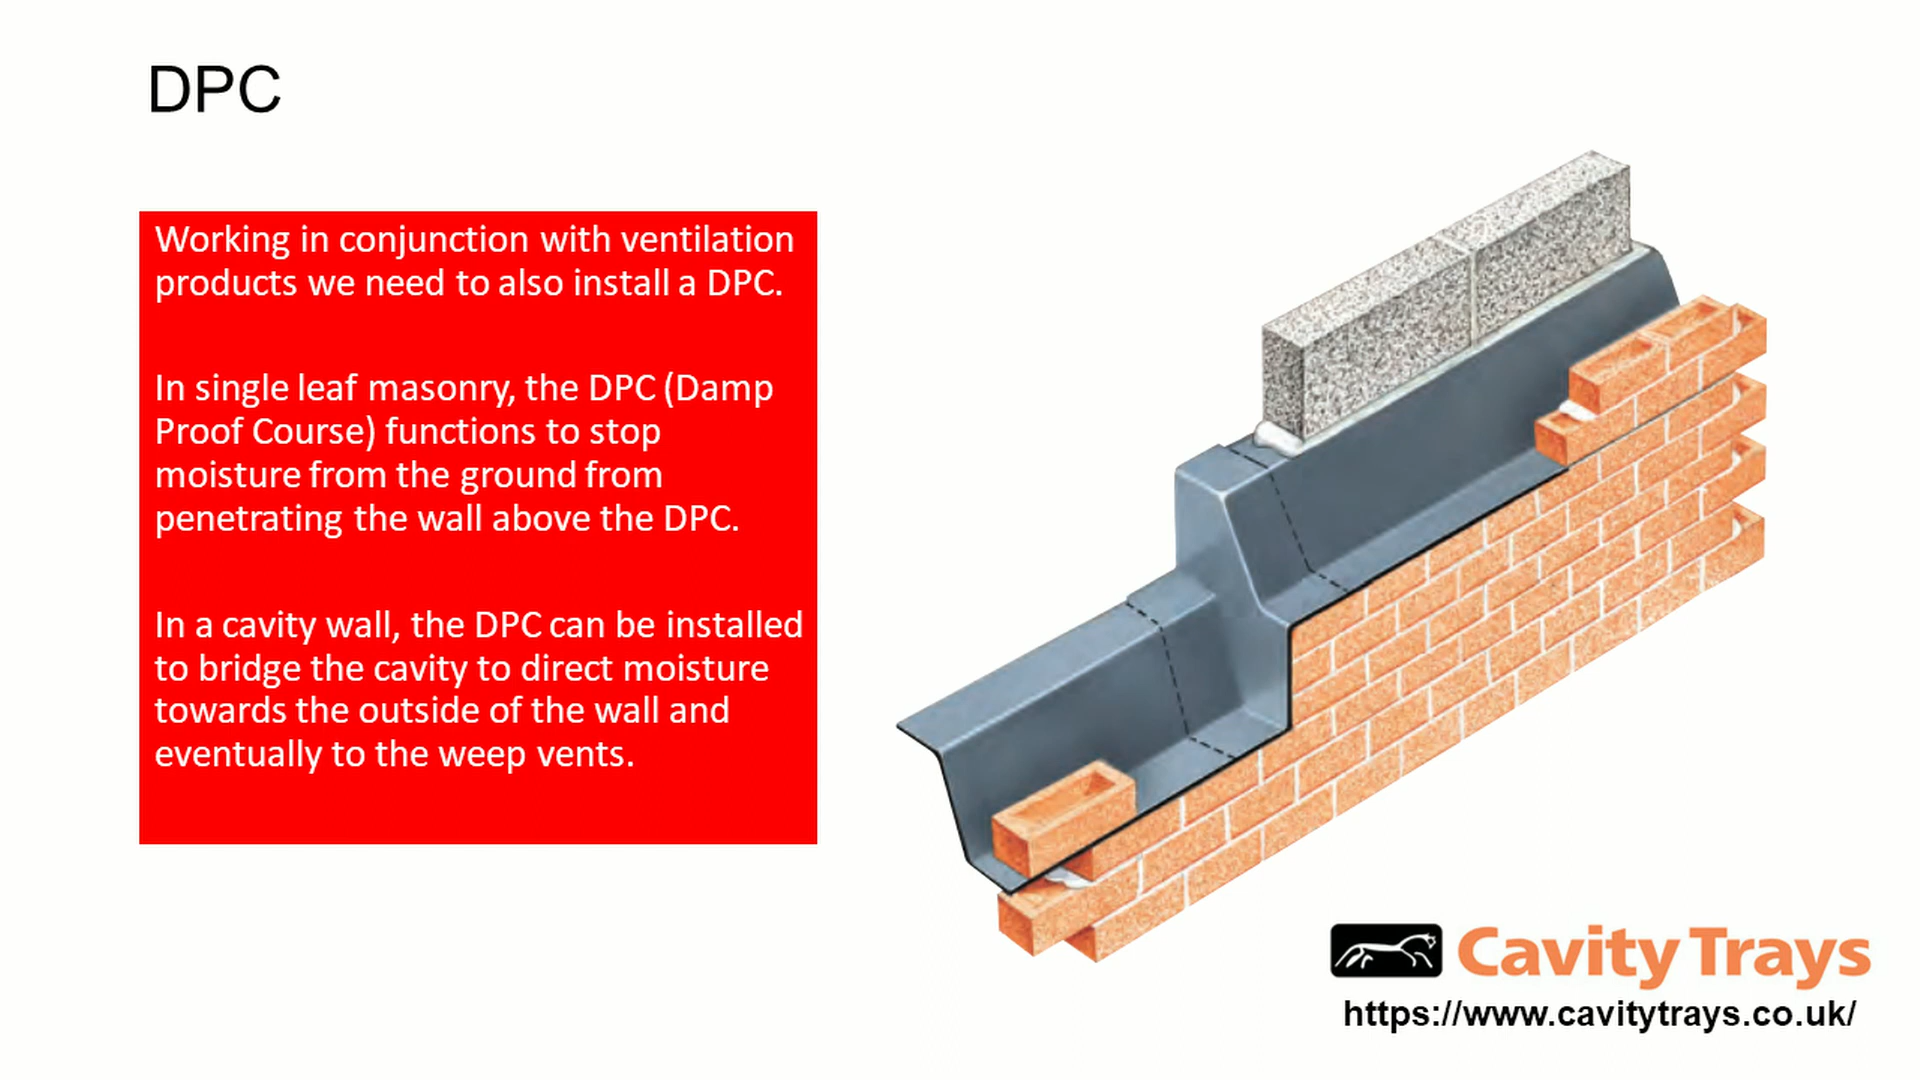 DPC
Working in conjunction with ventilation
products we need to also install a DPC.
In single leaf masonry, the DPC (Damp
Proof Course) functions to stop
moisture from the ground from
penetrating the wall above the DPC.
In a cavity wall, the DPC can be installed
to bridge the cavity to direct moisture
towards the outside of the wall and
eventually to the weep vents.
Cavity Trays
https://www.cavitytrays.co.uk/